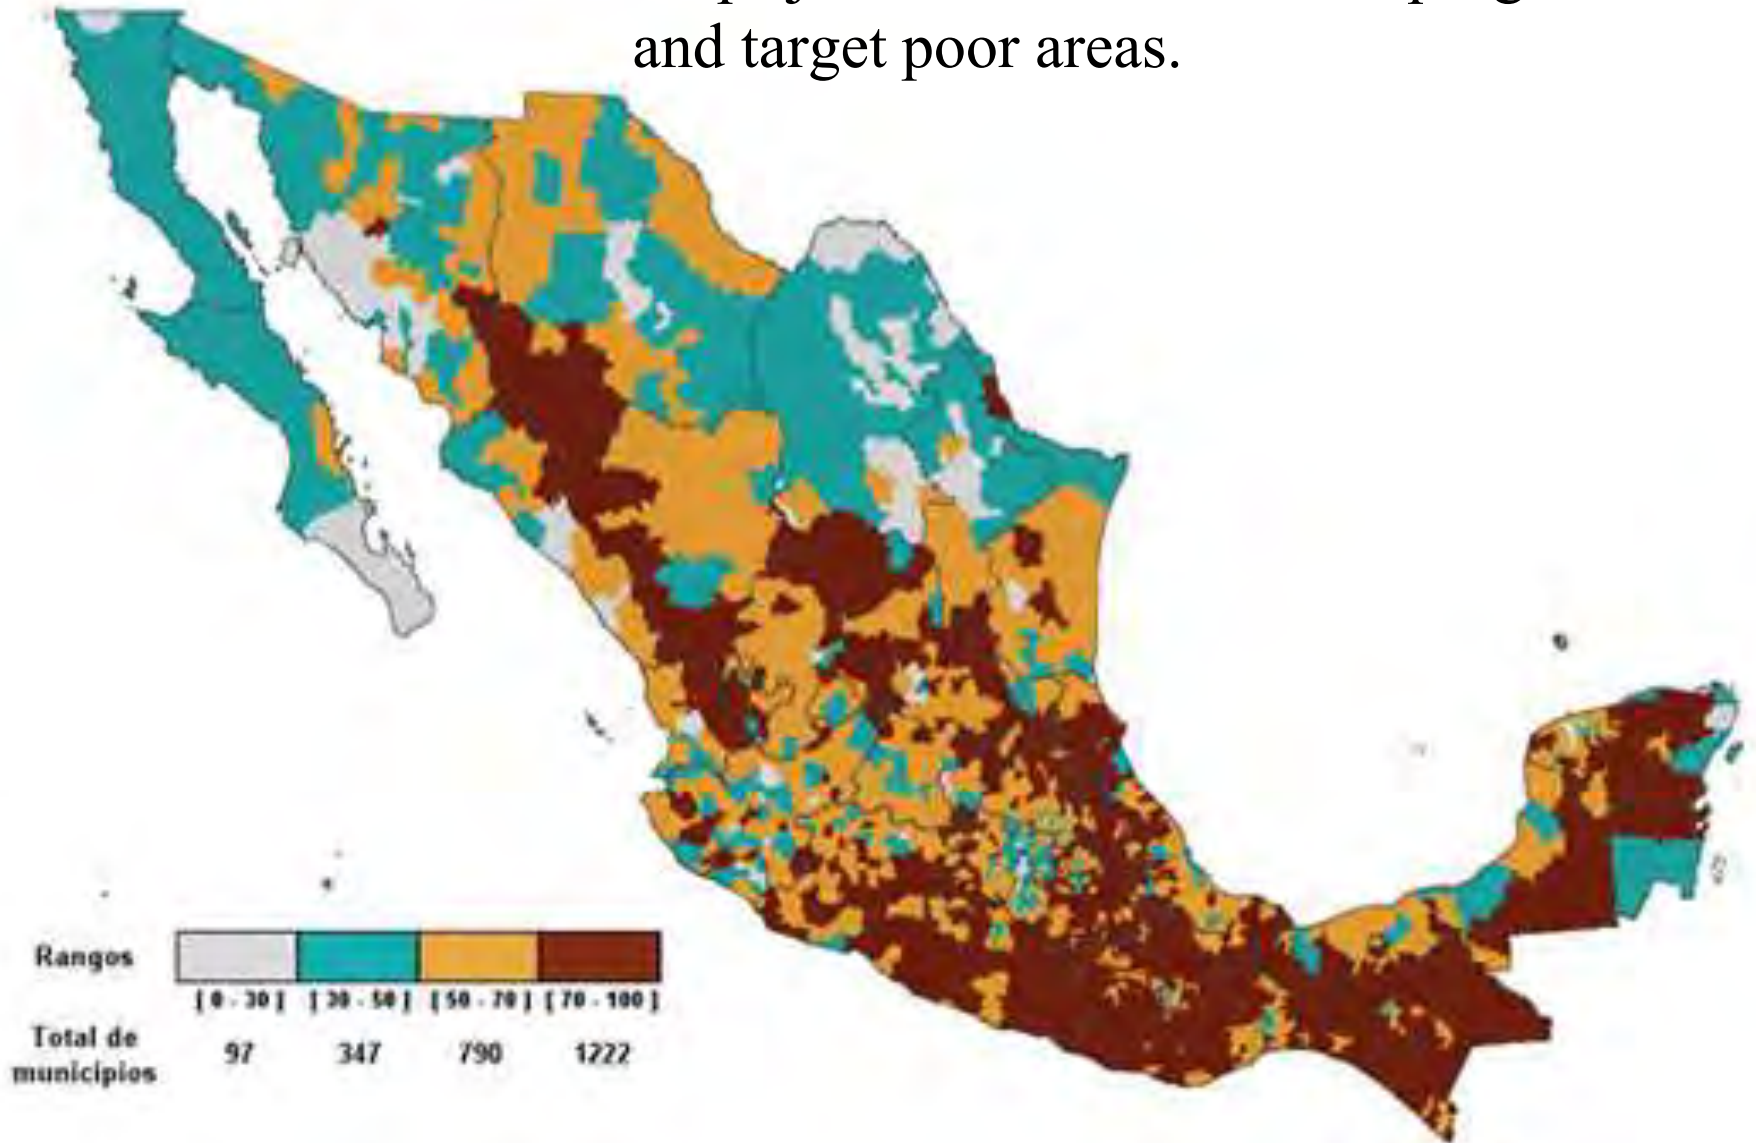 and target poor areas.
Rangos
[ 0 - 30 ] [ 30 - 50 ] [ 50 - 70 ] [ 70 - 100 ]
Total de
municipios
97 347 790 1222